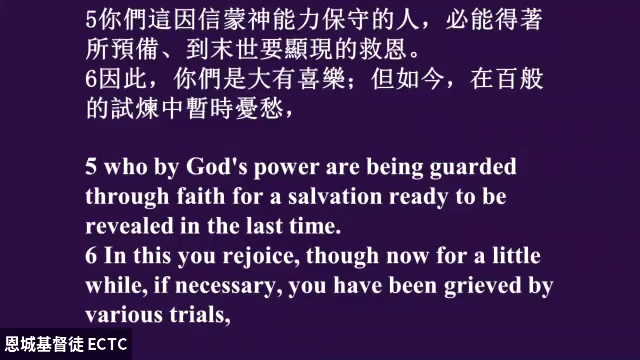 5你們這因信蒙神能力保守的人，必能得著
所預備、到末世要顯現的救恩。
6因此，你們是大有喜樂；但如今，在百般
的試煉中暫時憂愁，
5 who by God's power are being guarded
through faith for a salvation ready to be
revealed in the last time.
6 In this you rejoice, though now for a little
while, if necessary, you have been grieved by
various trials,
恩城基督徒 ECTC